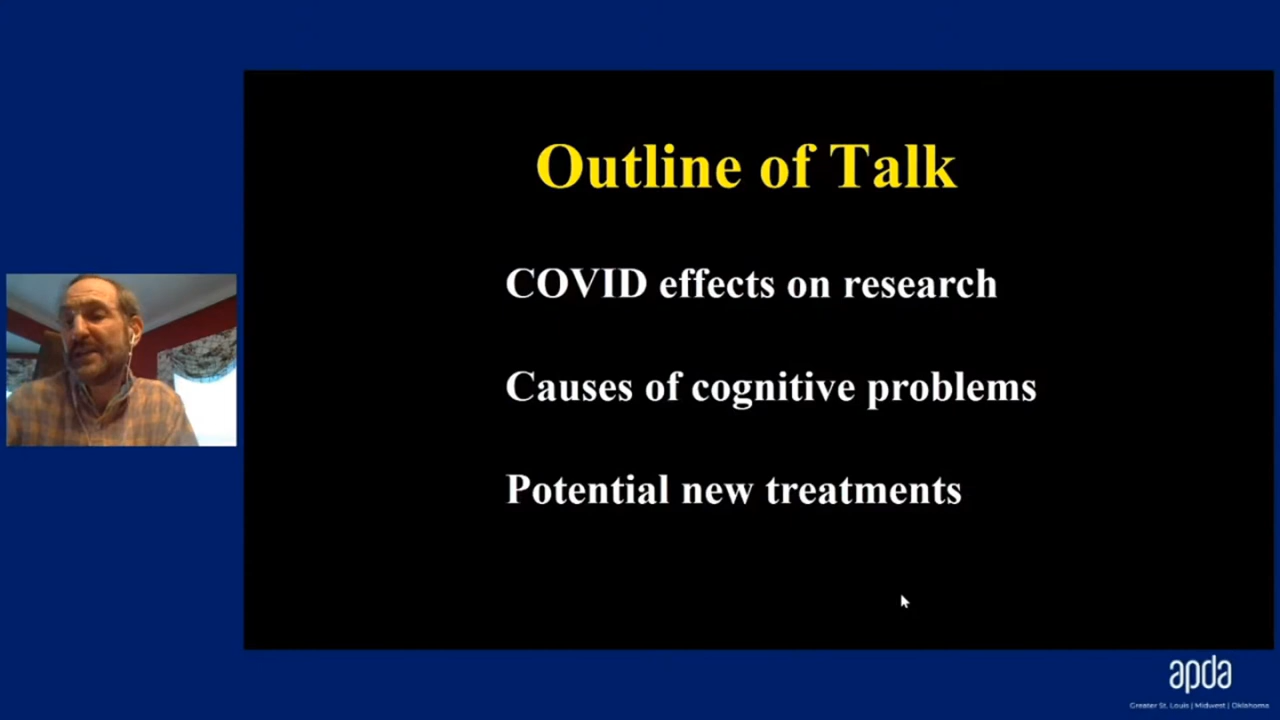 Outline of Talk
COVID effects on research
Causes of cognitive problems
Potential new treatments
apda
Greater St. Louis | Midwest | Oklahoma